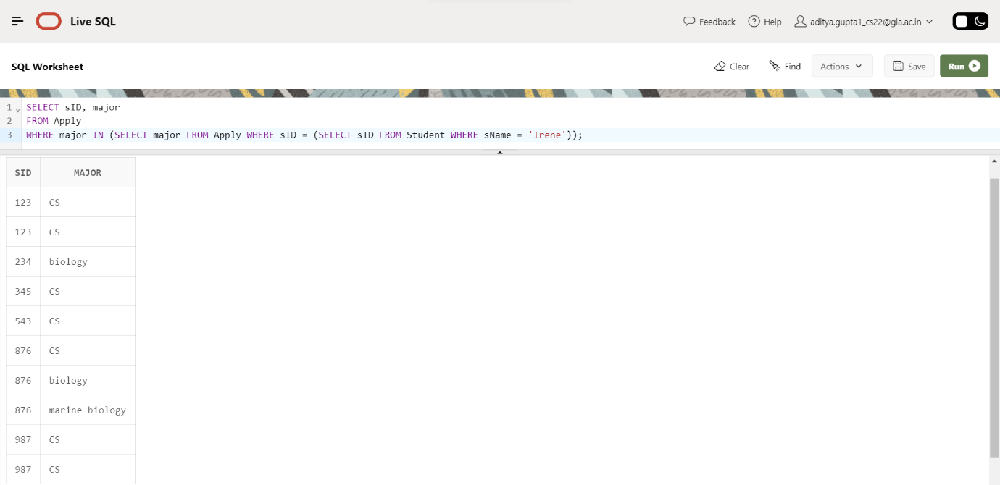 Live SQL
Feedback Help aditya.gupta1_cs22@gla.ac.in
SQL Worksheet
Clear Find Actions Save Run
1 SELECT sID, major
2 FROM Apply
3 WHERE major IN (SELECT major FROM Apply WHERE sID = (SELECT sID FROM Student WHERE sName = 'Irene'));
SID MAJOR
123 CS
123 CS
234 biology
345 CS
543 CS
876 CS
876 biology
876 marine biology
987 CS
987 CS